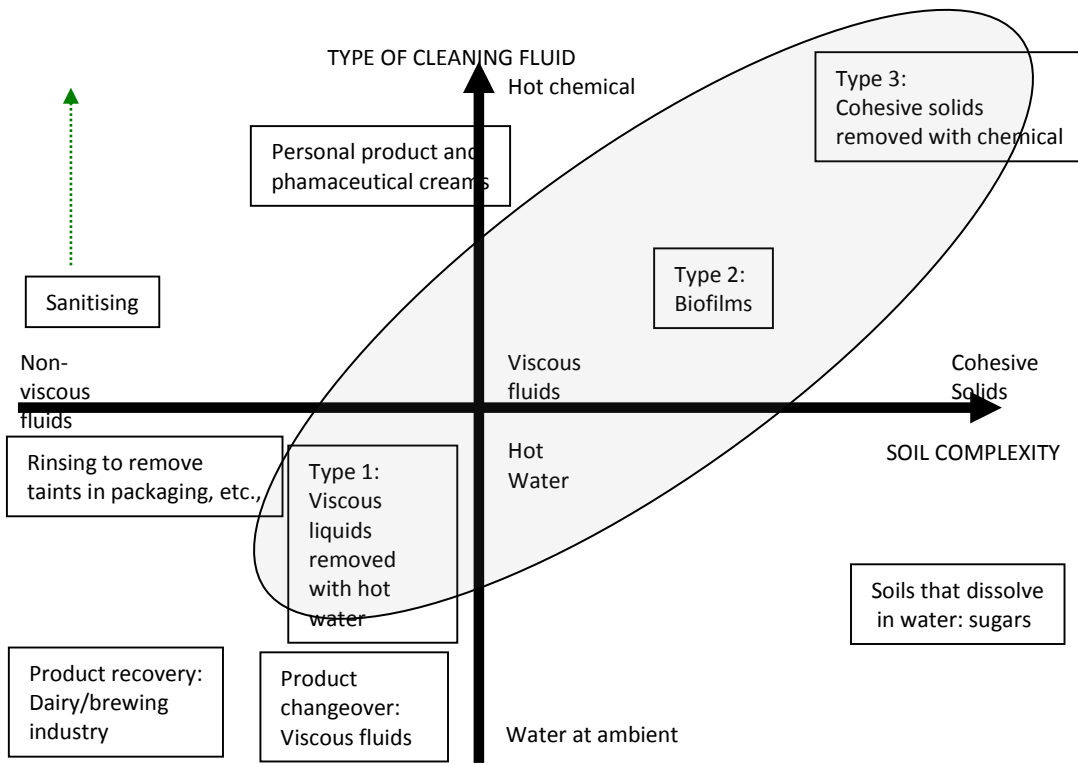 TYPE OF CLEANING FLUID
Hot chemical
Type 3:
Cohesive solids
removed with chemical
Personal product and
phamaceutical creams
Type 2:
Biofilms
Sanitising
Non-
viscous
fluids
Viscous
fluids
Cohesive
Solids
SOIL COMPLEXITY
Hot
Water
Rinsing to remove
taints in packaging, etc.,
Type 1:
Viscous
liquids
removed
with hot
water
Soils that dissolve
in water: sugars
Product recovery:
Dairy/brewing
industry
Product
changeover:
Viscous fluids
Water at ambient